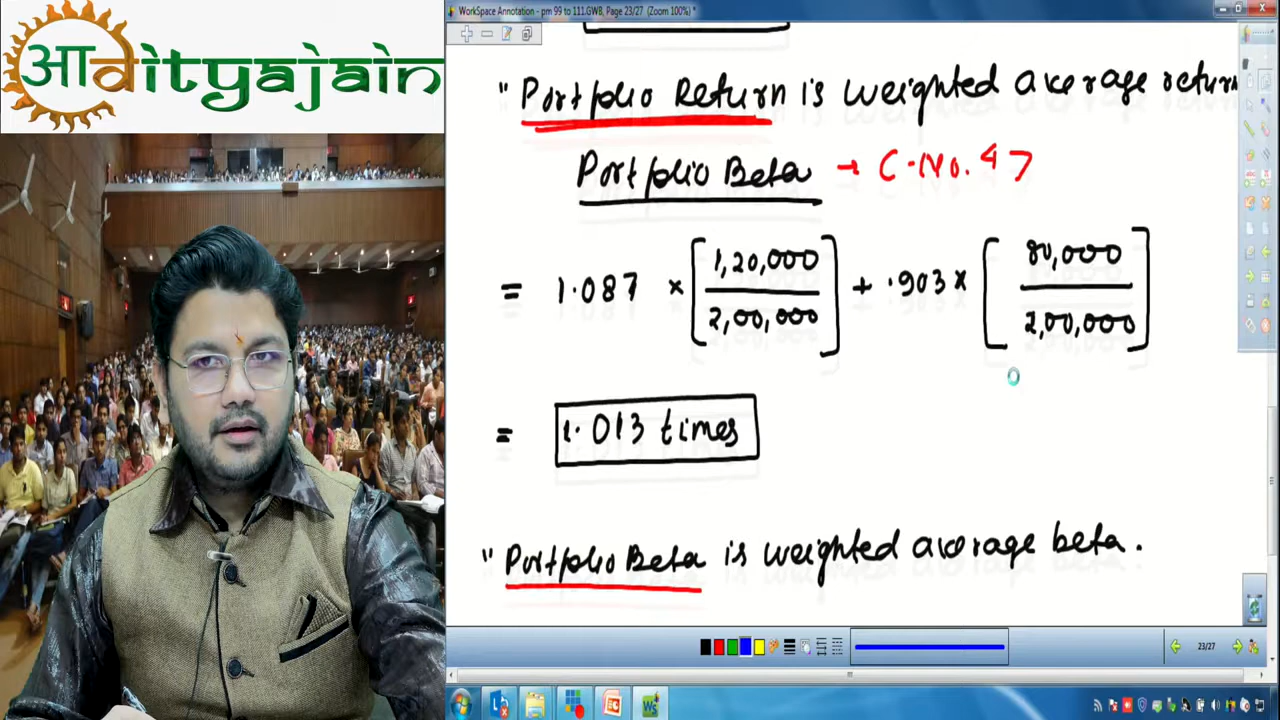 WorkSpace Annotation - pm 99 to 111.GWB, Page 23/27 (Zoom 100%) *
आdityajain
" Portfolio Return is weighted average return
Portfolio Beta → C.No. 47
= 1.087 × [ 1,20,000 / 2,00,000 ] + .903 × [ 80,000 / 2,00,000 ]
= 1.013 times
" Portfolio Beta is weighted average beta.
23/27